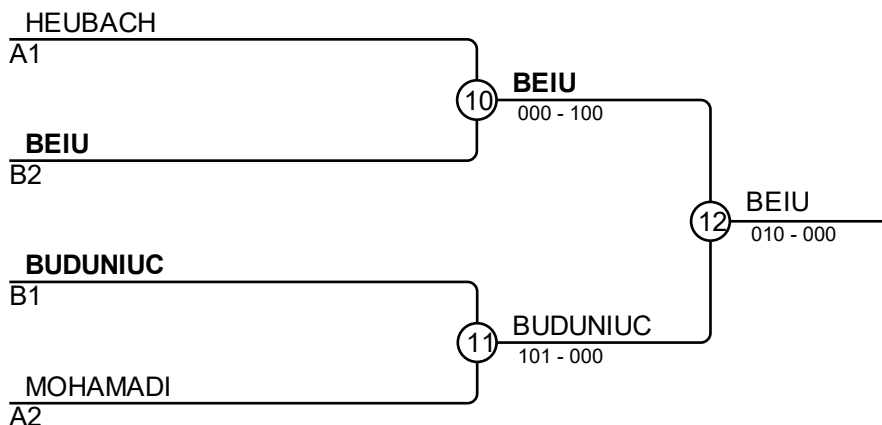 HEUBACH
A1
10
BEIU
000 - 100
BEIU
B2
12
BEIU
010 - 000
BUDUNIUC
B1
11
BUDUNIUC
101 - 000
MOHAMADI
A2